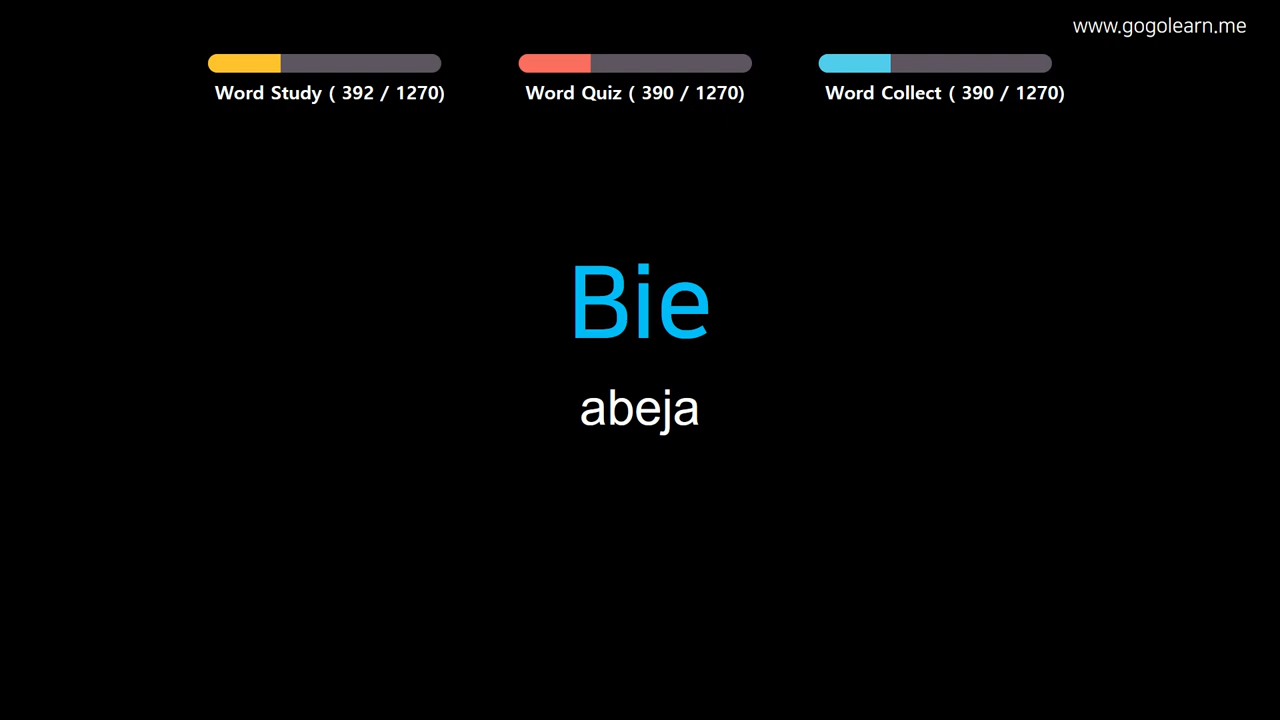 www.gogolearn.me
Word Study ( 392 / 1270)
Word Quiz ( 390 / 1270)
Word Collect ( 390 / 1270)
Bie
abeja